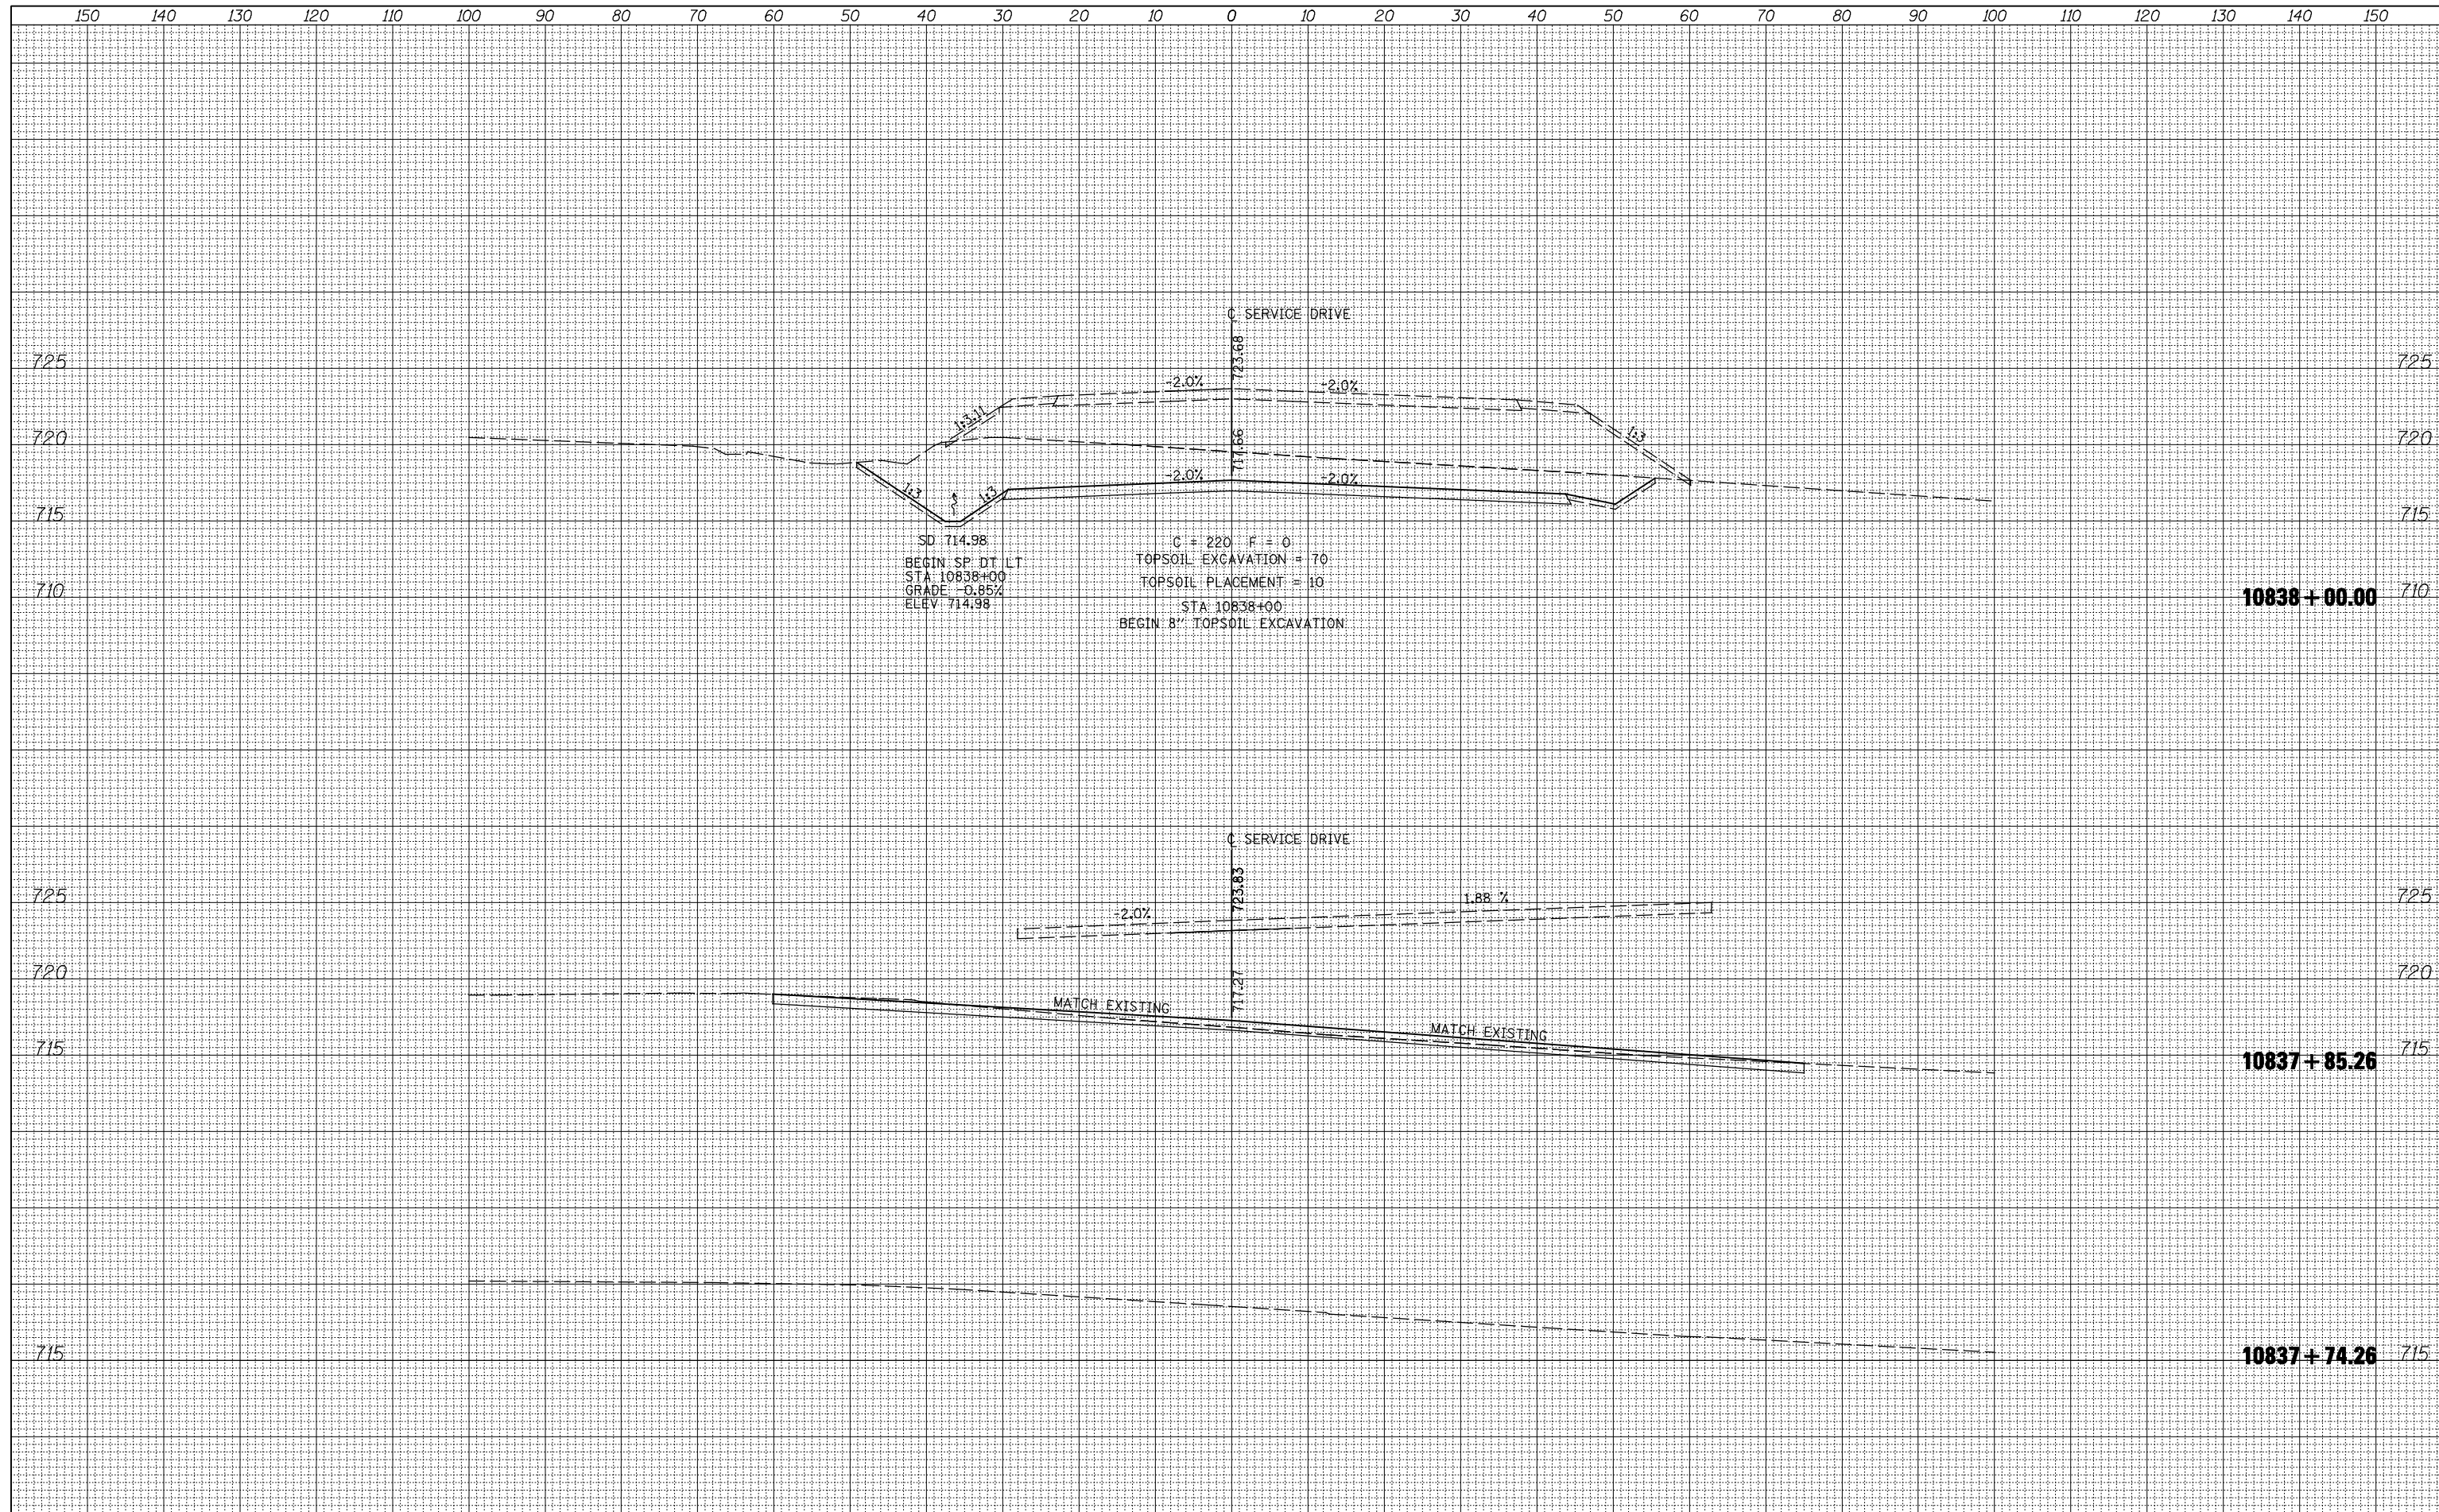 150 140 130 120 110 100 90 80 70 60 50 40 30 20 10 0 10 20 30 40 50 60 70 80 90 100 110 120 130 140 150
℄ SERVICE DRIVE
723.68
725 725
-2.0% -2.0%
1:3.11
1:3
720 720
717.66
-2.0% -2.0%
1:3 1:3
715 715
SD 714.98
BEGIN SP DT LT
STA 10838+00
GRADE -0.85%
ELEV 714.98
C = 220 F = 0
TOPSOIL EXCAVATION = 70
TOPSOIL PLACEMENT = 10
STA 10838+00
BEGIN 8" TOPSOIL EXCAVATION
710 10838+00.00 710
℄ SERVICE DRIVE
723.83
725 725
-2.0% 1.88 %
720 720
717.27
MATCH EXISTING
MATCH EXISTING
715 10837+85.26 715
715 10837+74.26 715